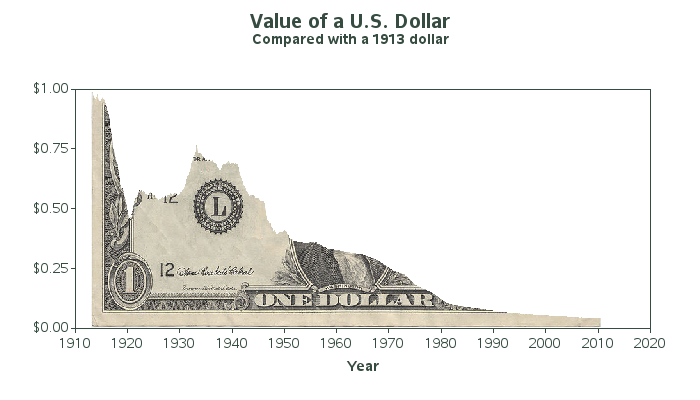 Value of a U.S. Dollar
Compared with a 1913 dollar
$1.00
$0.75
$0.50
$0.25
$0.00
12
L
12
1
ONE DOLLAR
1910 1920 1930 1940 1950 1960 1970 1980 1990 2000 2010 2020
Year